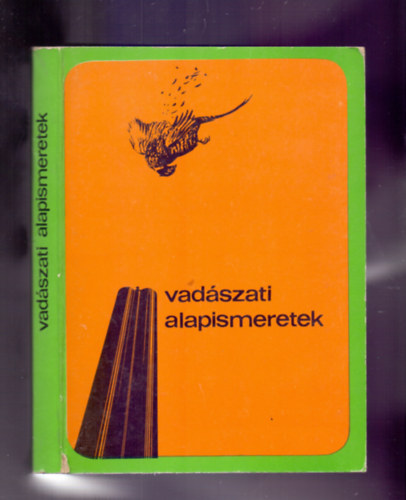 vadászati alapismeretek
vadászati
alapismeretek